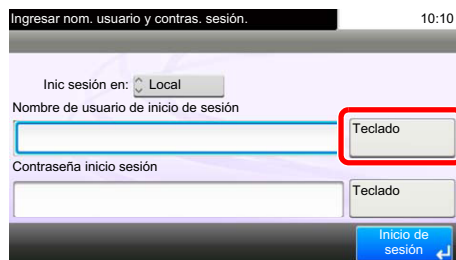 Ingresar nom. usuario y contras. sesión.
10:10
Inic sesión en: Local
Nombre de usuario de inicio de sesión
Teclado
Contraseña inicio sesión
Teclado
Inicio de
sesión